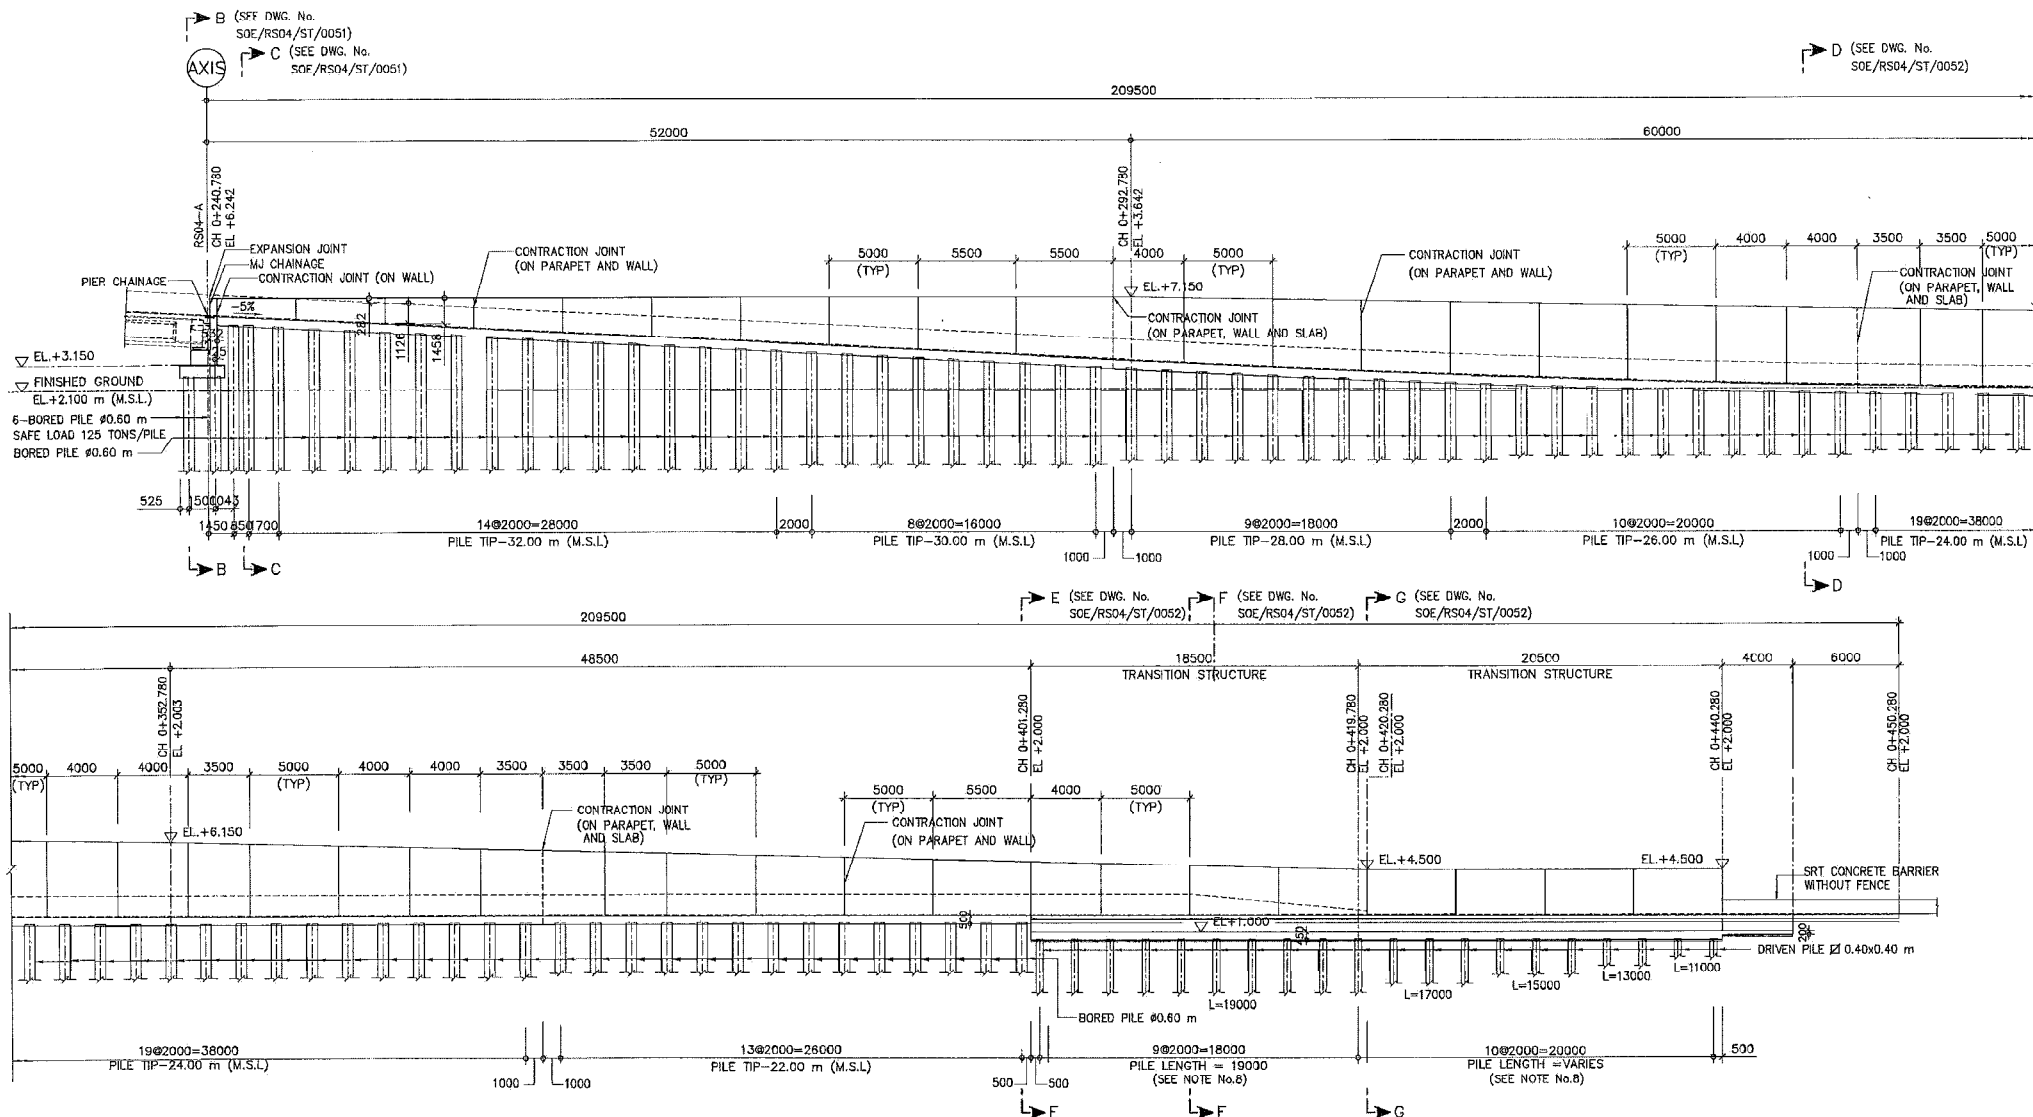 B (SEE DWG. No.
SOE/RS04/ST/0051)
C (SEE DWG. No.
SOE/RS04/ST/0051)
AXIS
D (SEE DWG. No.
SOE/RS04/ST/0052)
209500
52000
60000
RS04-A
CH 0+240.780
EL +6.242
CH 0+292.780
EL +3.642
EXPANSION JOINT
MJ CHAINAGE
CONTRACTION JOINT (ON WALL)
PIER CHAINAGE
-5%
CONTRACTION JOINT
(ON PARAPET AND WALL)
5000
(TYP)
5500
5500
4000
5000
(TYP)
CONTRACTION JOINT
(ON PARAPET AND WALL)
5000
(TYP)
4000
4000
3500
3500
5000
(TYP)
CONTRACTION JOINT
(ON PARAPET, WALL
AND SLAB)
EL.+7.150
CONTRACTION JOINT
(ON PARAPET, WALL AND SLAB)
282
1126
1458
EL.+3.150
FINISHED GROUND
EL.+2.100 m (M.S.L.)
6-BORED PILE ø0.60 m
SAFE LOAD 125 TONS/PILE
BORED PILE ø0.60 m
525
1450
850
1700
14@2000=28000
PILE TIP-32.00 m (M.S.L)
2000
8@2000=16000
PILE TIP-30.00 m (M.S.L)
1000
1000
9@2000=18000
PILE TIP-28.00 m (M.S.L)
2000
10@2000=20000
PILE TIP-26.00 m (M.S.L)
1000
1000
19@2000=38000
PILE TIP-24.00 m (M.S.L)
B
C
D
E (SEE DWG. No.
SOE/RS04/ST/0052)
F (SEE DWG. No.
SOE/RS04/ST/0052)
G (SEE DWG. No.
SOE/RS04/ST/0052)
209500
48500
18500
TRANSITION STRUCTURE
20500
TRANSITION STRUCTURE
4000
6000
CH 0+352.780
EL +2.003
CH 0+401.280
EL +2.000
CH 0+419.780
EL +2.000
CH 0+420.280
EL +2.000
CH 0+440.280
EL +2.000
CH 0+450.280
EL +2.000
5000
(TYP)
4000
4000
3500
5000
(TYP)
4000
4000
3500
3500
3500
5000
(TYP)
5000
(TYP)
5500
4000
5000
(TYP)
EL.+6.150
CONTRACTION JOINT
(ON PARAPET, WALL
AND SLAB)
CONTRACTION JOINT
(ON PARAPET AND WALL)
EL.+4.500
EL.+4.500
SRT CONCRETE BARRIER
WITHOUT FENCE
500
EL+1.000
450
200
DRIVEN PILE 0.40x0.40 m
L=19000
L=17000
L=15000
L=13000
L=11000
BORED PILE ø0.60 m
19@2000=38000
PILE TIP-24.00 m (M.S.L)
1000
1000
13@2000=26000
PILE TIP-22.00 m (M.S.L)
500
500
9@2000=18000
PILE LENGTH = 19000
(SEE NOTE No.8)
10@2000=20000
PILE LENGTH =VARIES
(SEE NOTE No.8)
500
F
G